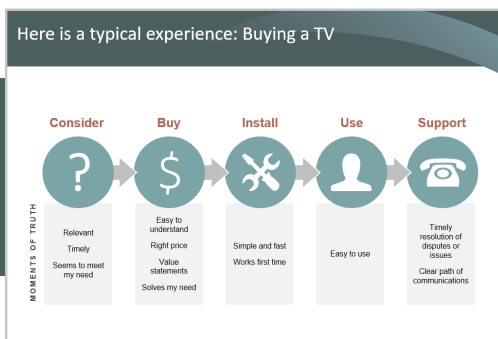 Here is a typical experience: Buying a TV
Consider
Buy
Install
Use
Support
?
$
MOMENTS OF TRUTH
Relevant
Timely
Seems to meet
my need
Easy to
understand
Right price
Value
statements
Solves my need
Simple and fast
Works first time
Easy to use
Timely
resolution of
disputes or
issues
Clear path of
communications